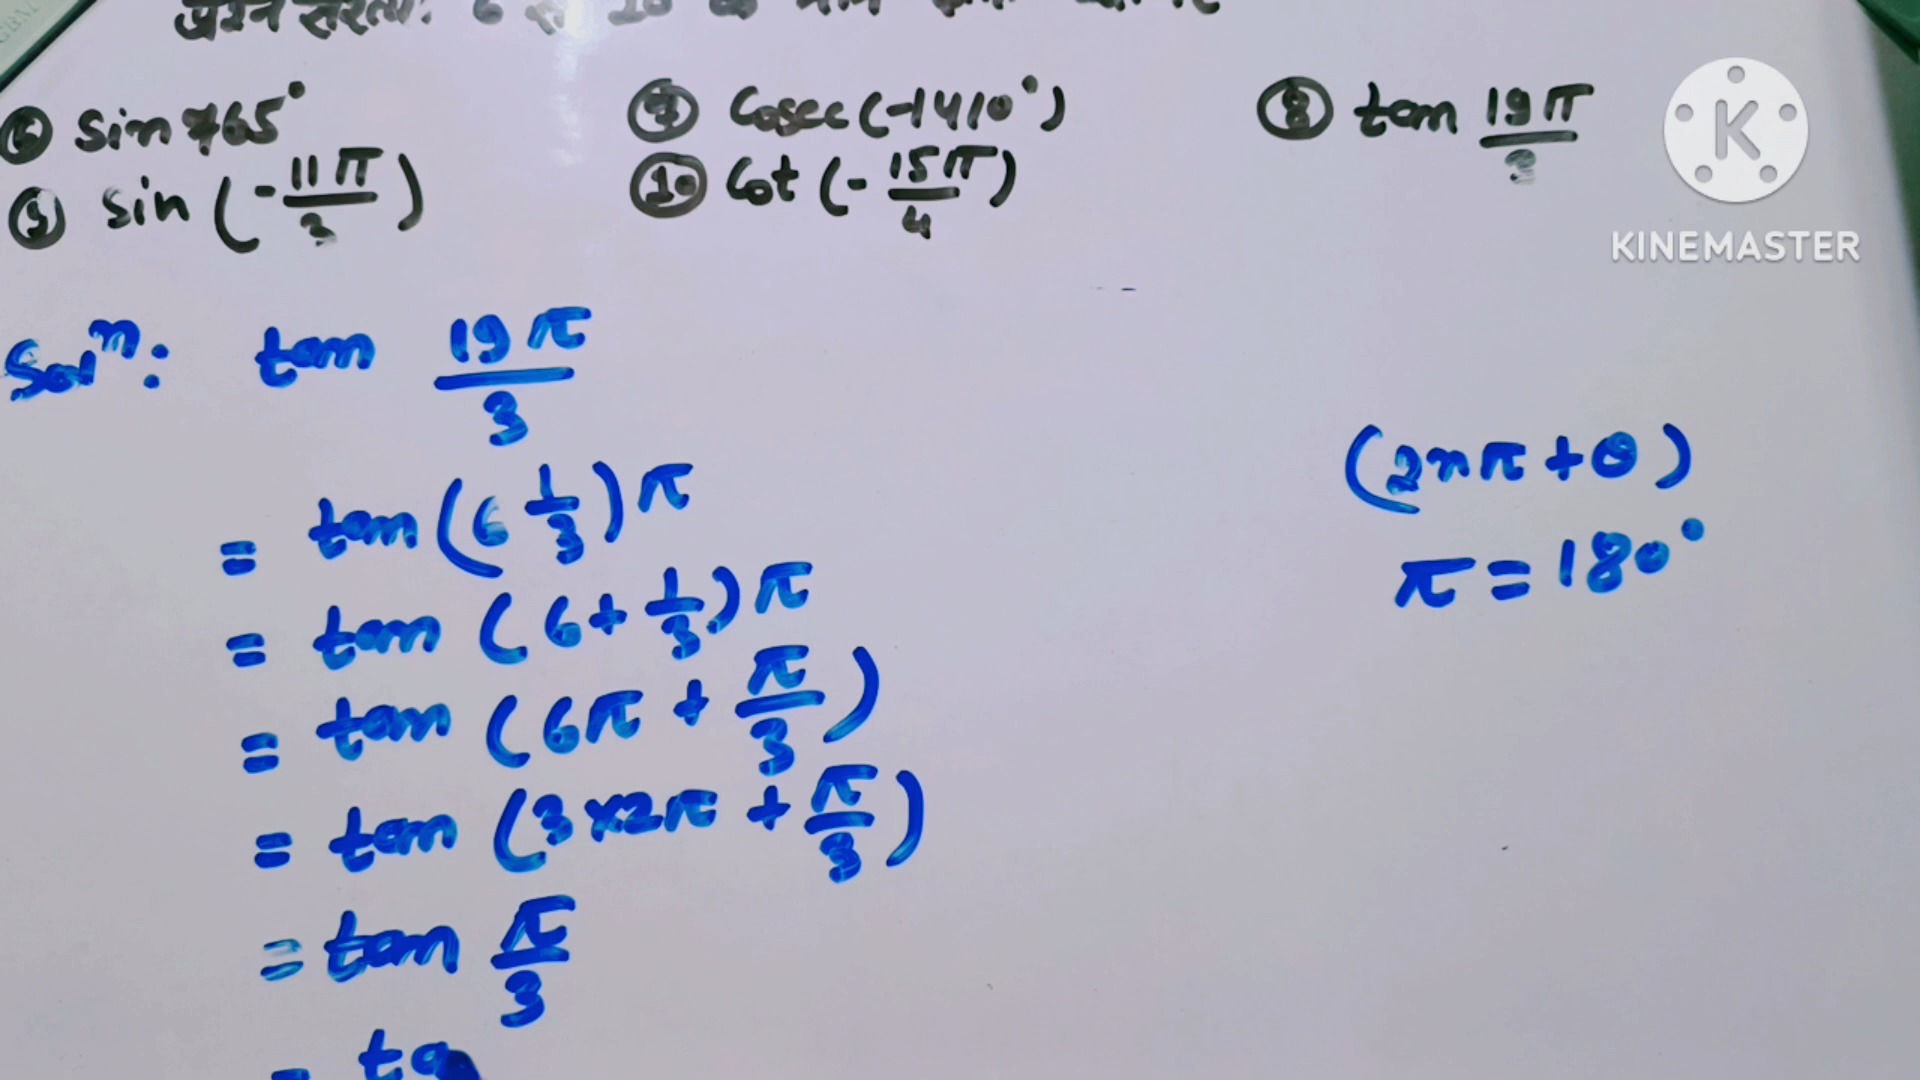 6
⑥ sin 765° ⑦ Cosec (-1410°) ⑧ tan 19π/3
⑨ sin (-11π/3) ⑩ Cot (-15π/4)
KINEMASTER
Solⁿ: tan 19π/3
= tan (6 1/3) π
(2nπ + θ)
π = 180°
= tan (6 + 1/3) π
= tan (6π + π/3)
= tan (3×2π + π/3)
= tan π/3
= ta